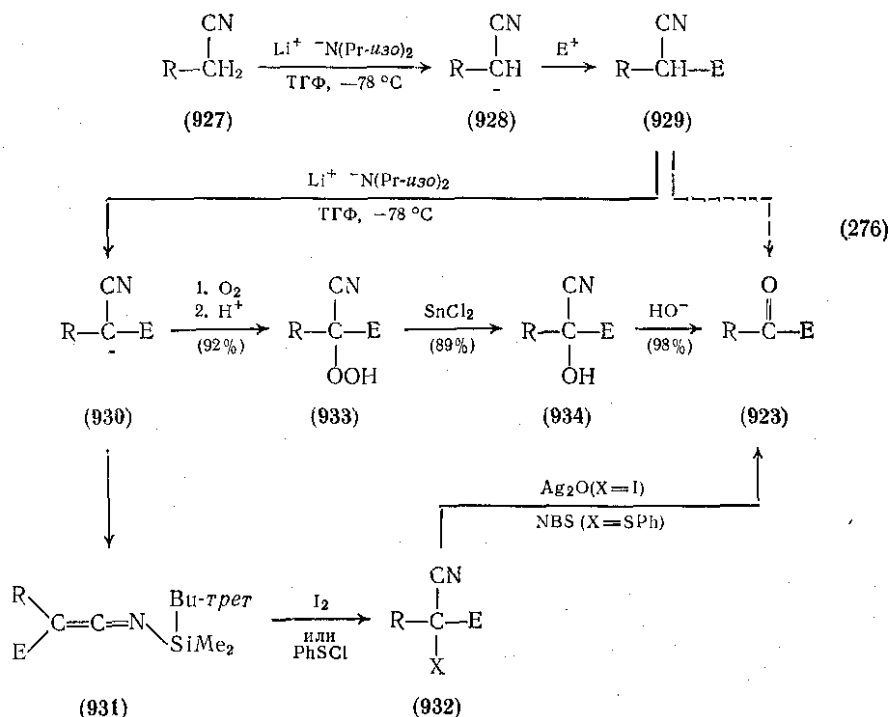 CN CN CN
Li⁺ ⁻N(Pr-изо)₂ E⁺
R—CH₂ R—CH R—CH—E
ТГФ, —78 °C −
(927) (928) (929)
Li⁺ ⁻N(Pr-изо)₂
ТГФ, —78 °C
(276)
CN 1. O₂ CN CN O
2. H⁺ SnCl₂ HO⁻
R—C—E R—C—E R—C—E R—C—E
− (92%) (89%) (98%)
OOH OH
(930) (933) (934) (923)
Ag₂O(X=I)
NBS (X=SPh)
R Bu-трет CN
I₂
C=C=N R—C—E
или
E SiMe₂ PhSCl X
(931) (932)